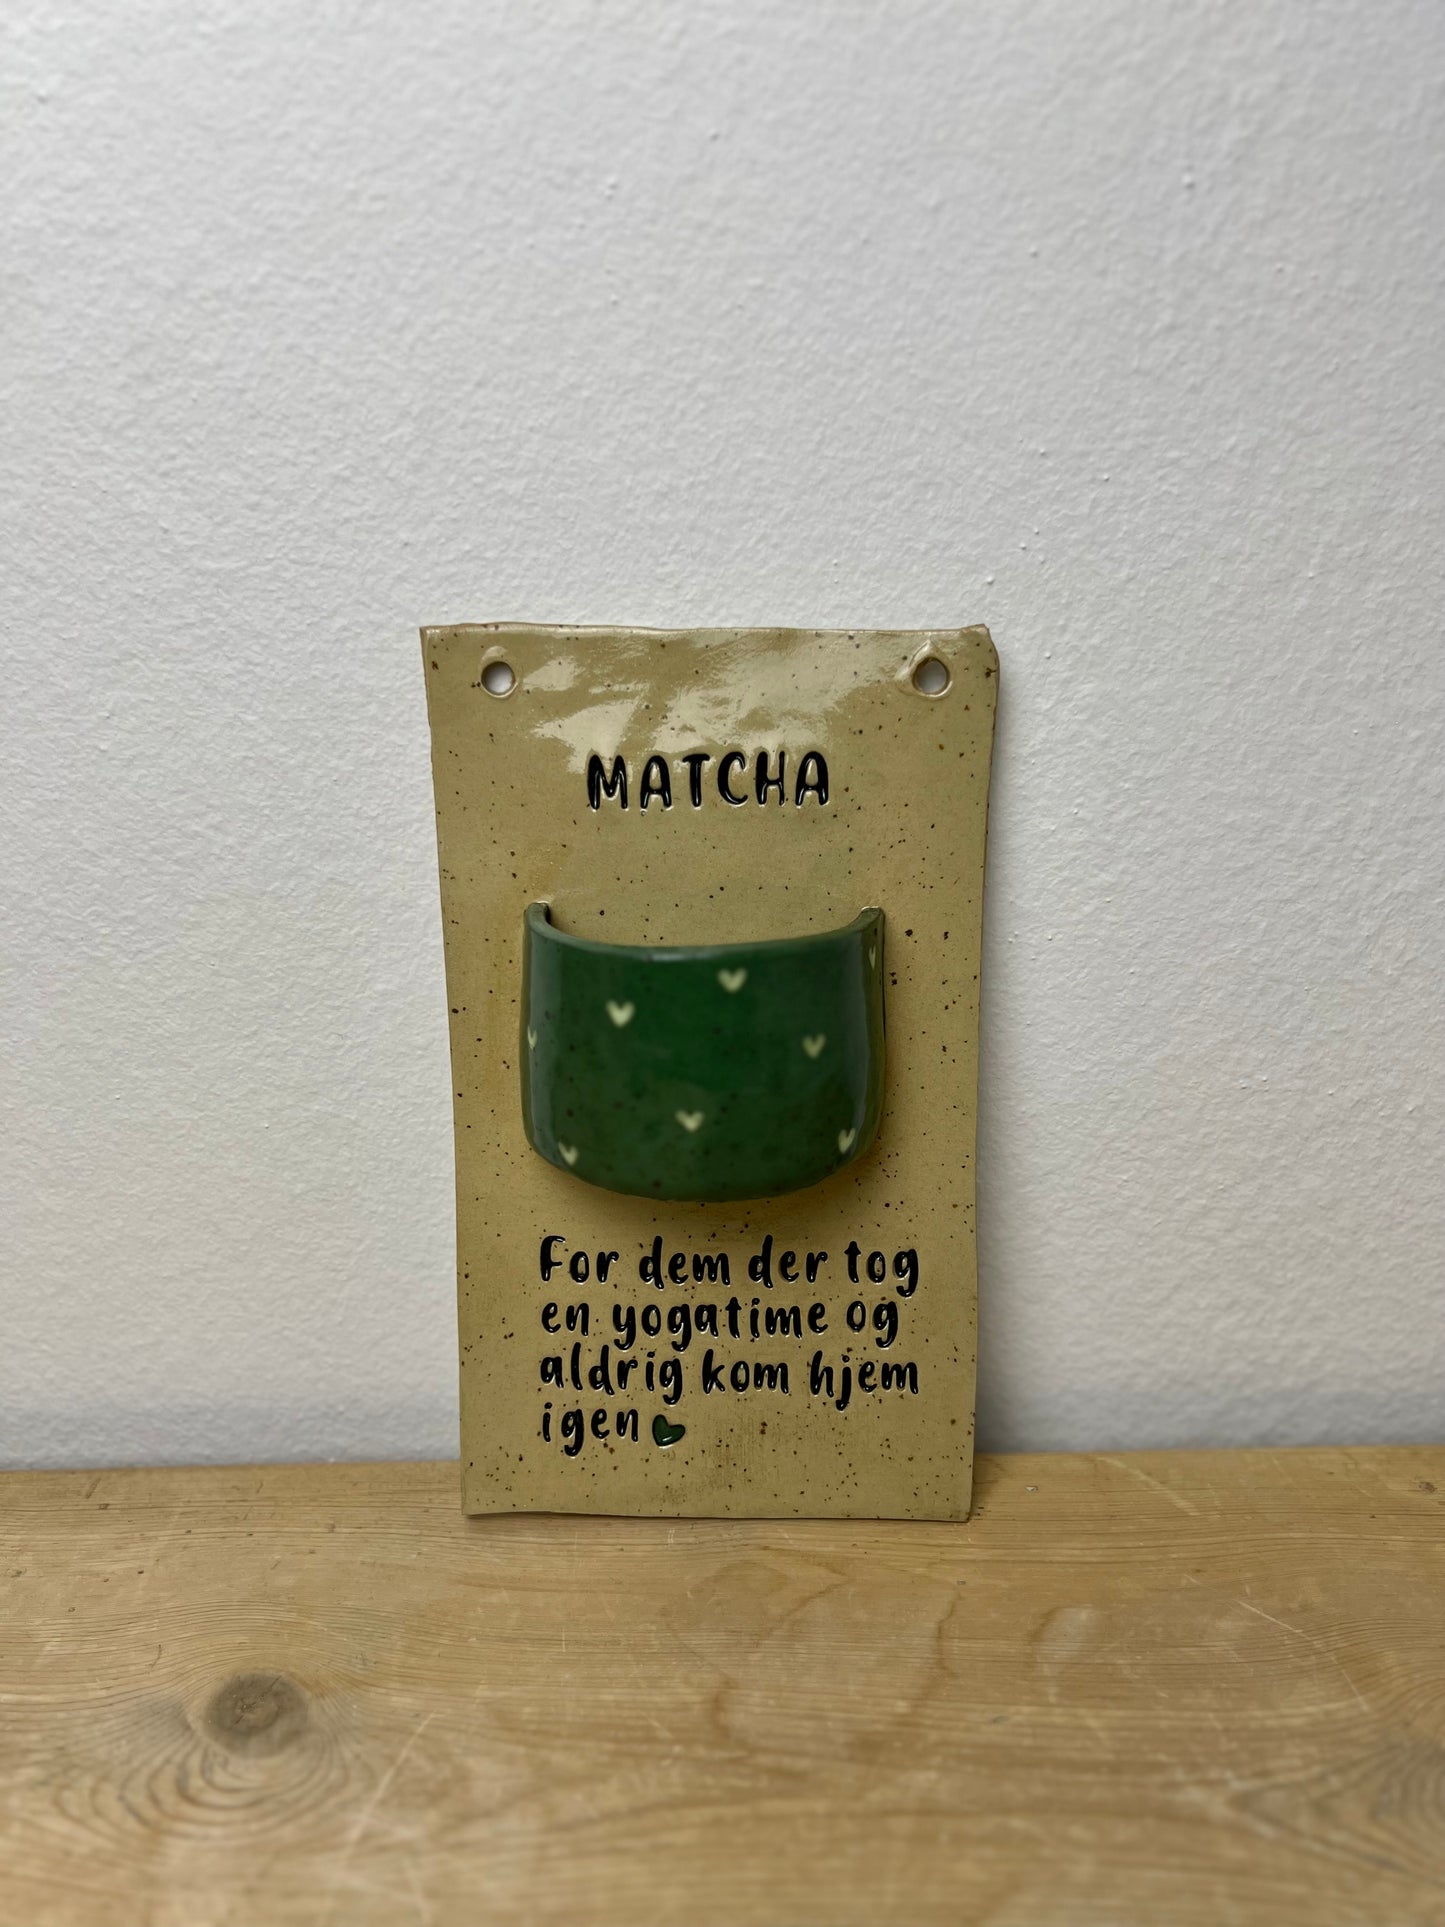 MATCHA
For dem der tog
en yogatime og
aldrig kom hjem
igen